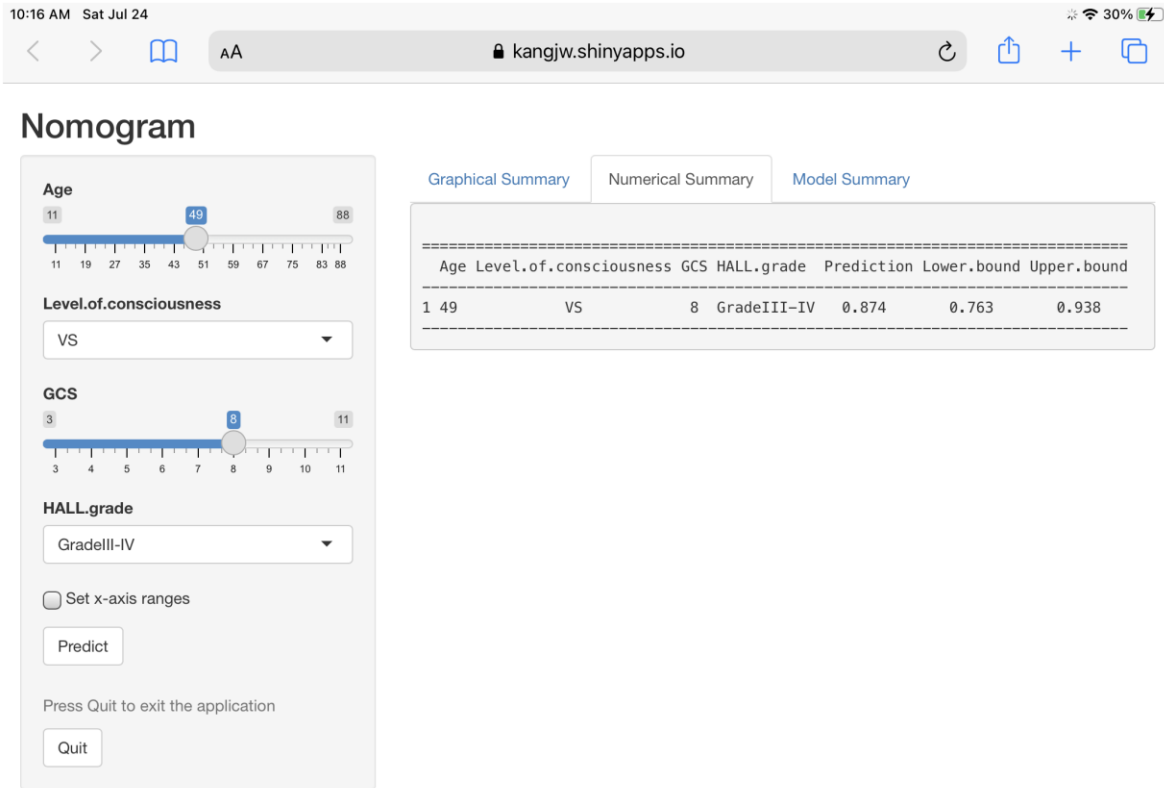 10:16 AM Sat Jul 24
30%
AA
kangjw.shinyapps.io
Nomogram
Age
11
49
88
11 19 27 35 43 51 59 67 75 83 88
Level.of.consciousness
VS
GCS
3
8
11
3 4 5 6 7 8 9 10 11
HALL.grade
GradeIII-IV
Set x-axis ranges
Predict
Press Quit to exit the application
Quit
Graphical Summary
Numerical Summary
Model Summary
==============================================================================
Age Level.of.consciousness GCS HALL.grade Prediction Lower.bound Upper.bound
------------------------------------------------------------------------------
1 49 VS 8 GradeIII-IV 0.874 0.763 0.938
------------------------------------------------------------------------------